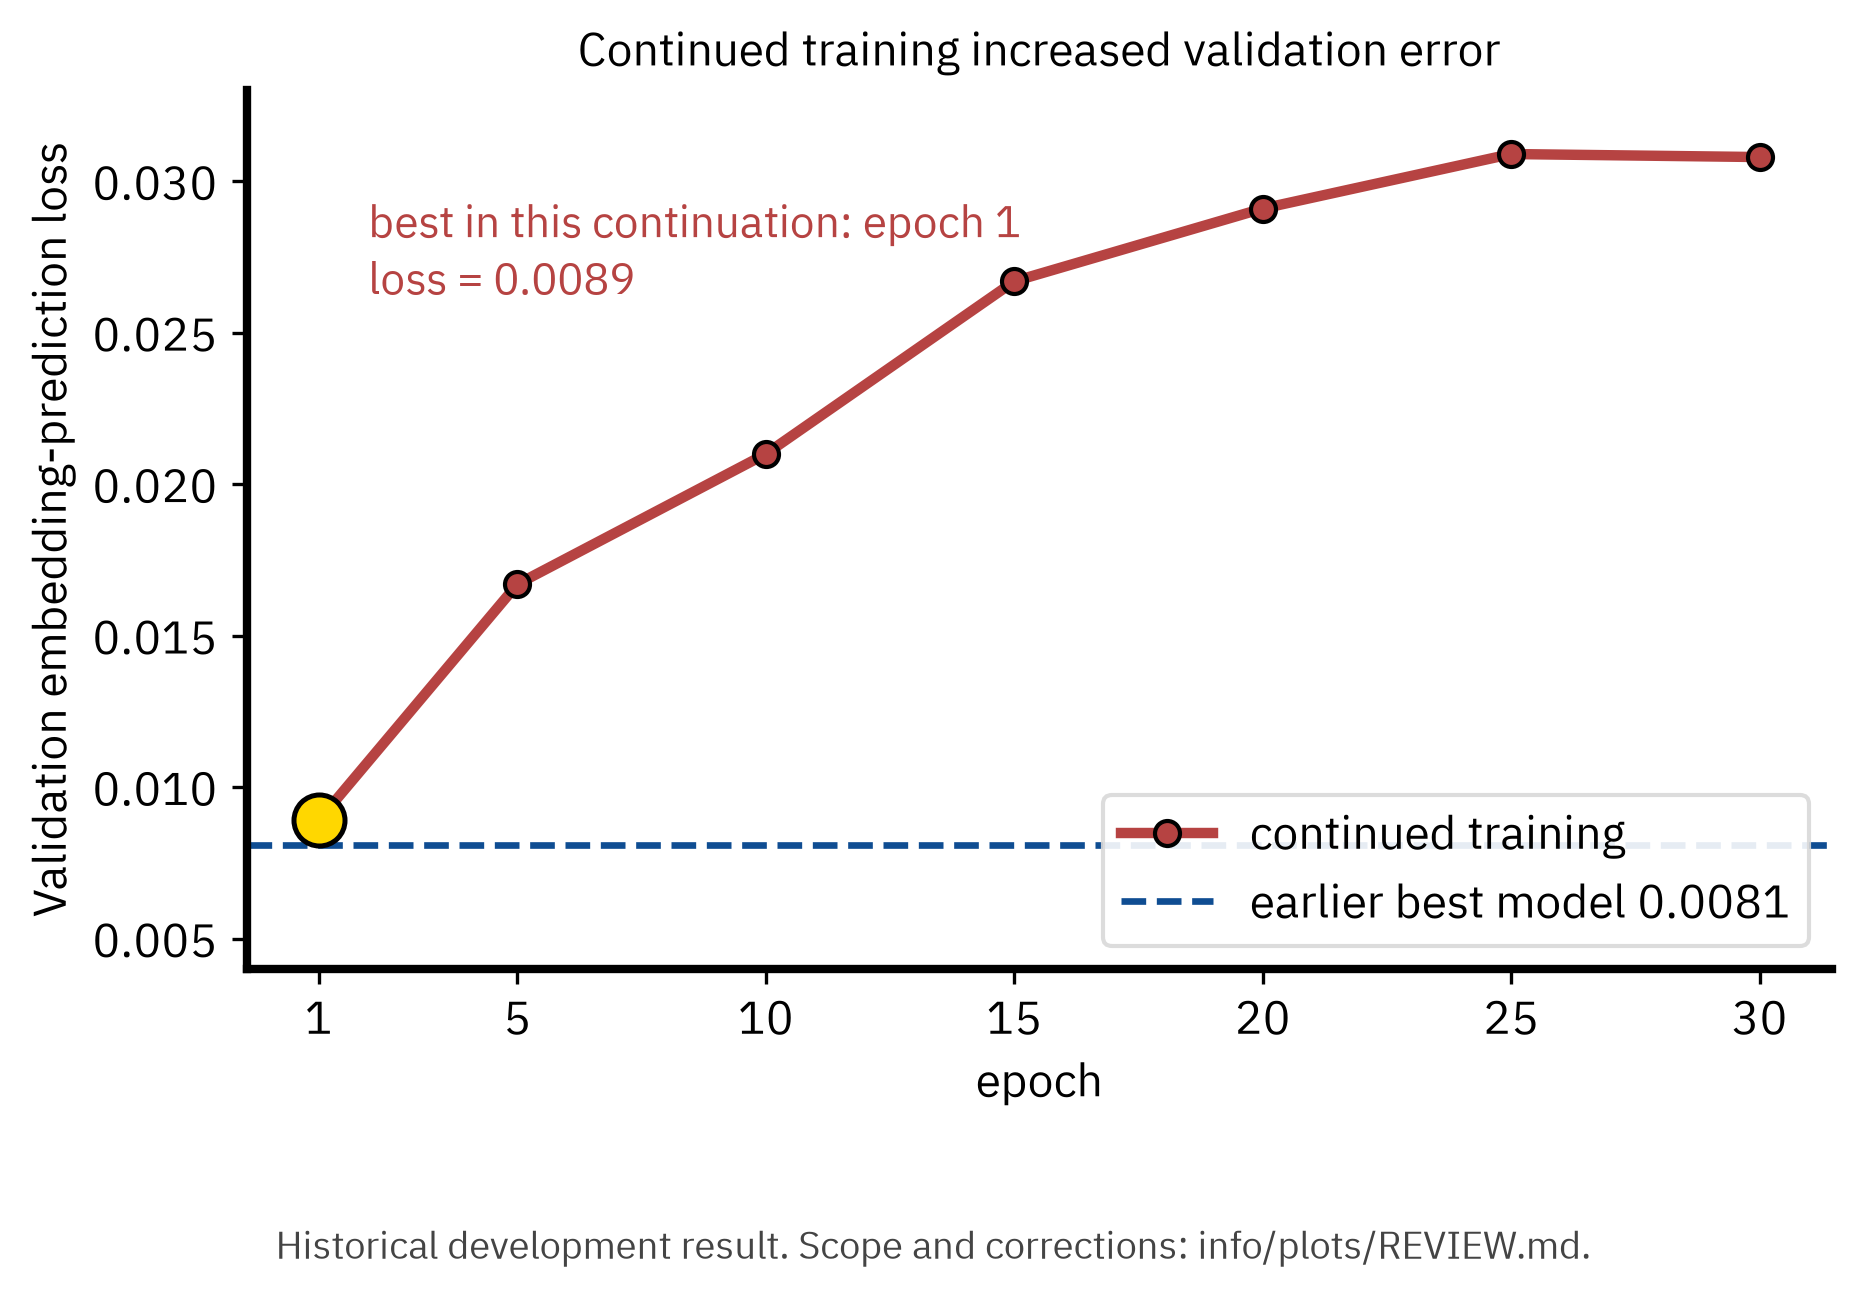 Continued training increased validation error
Validation embedding-prediction loss
0.030
0.025
0.020
0.015
0.010
0.005
best in this continuation: epoch 1
loss = 0.0089
continued training
earlier best model 0.0081
1
5
10
15
20
25
30
epoch
Historical development result. Scope and corrections: info/plots/REVIEW.md.